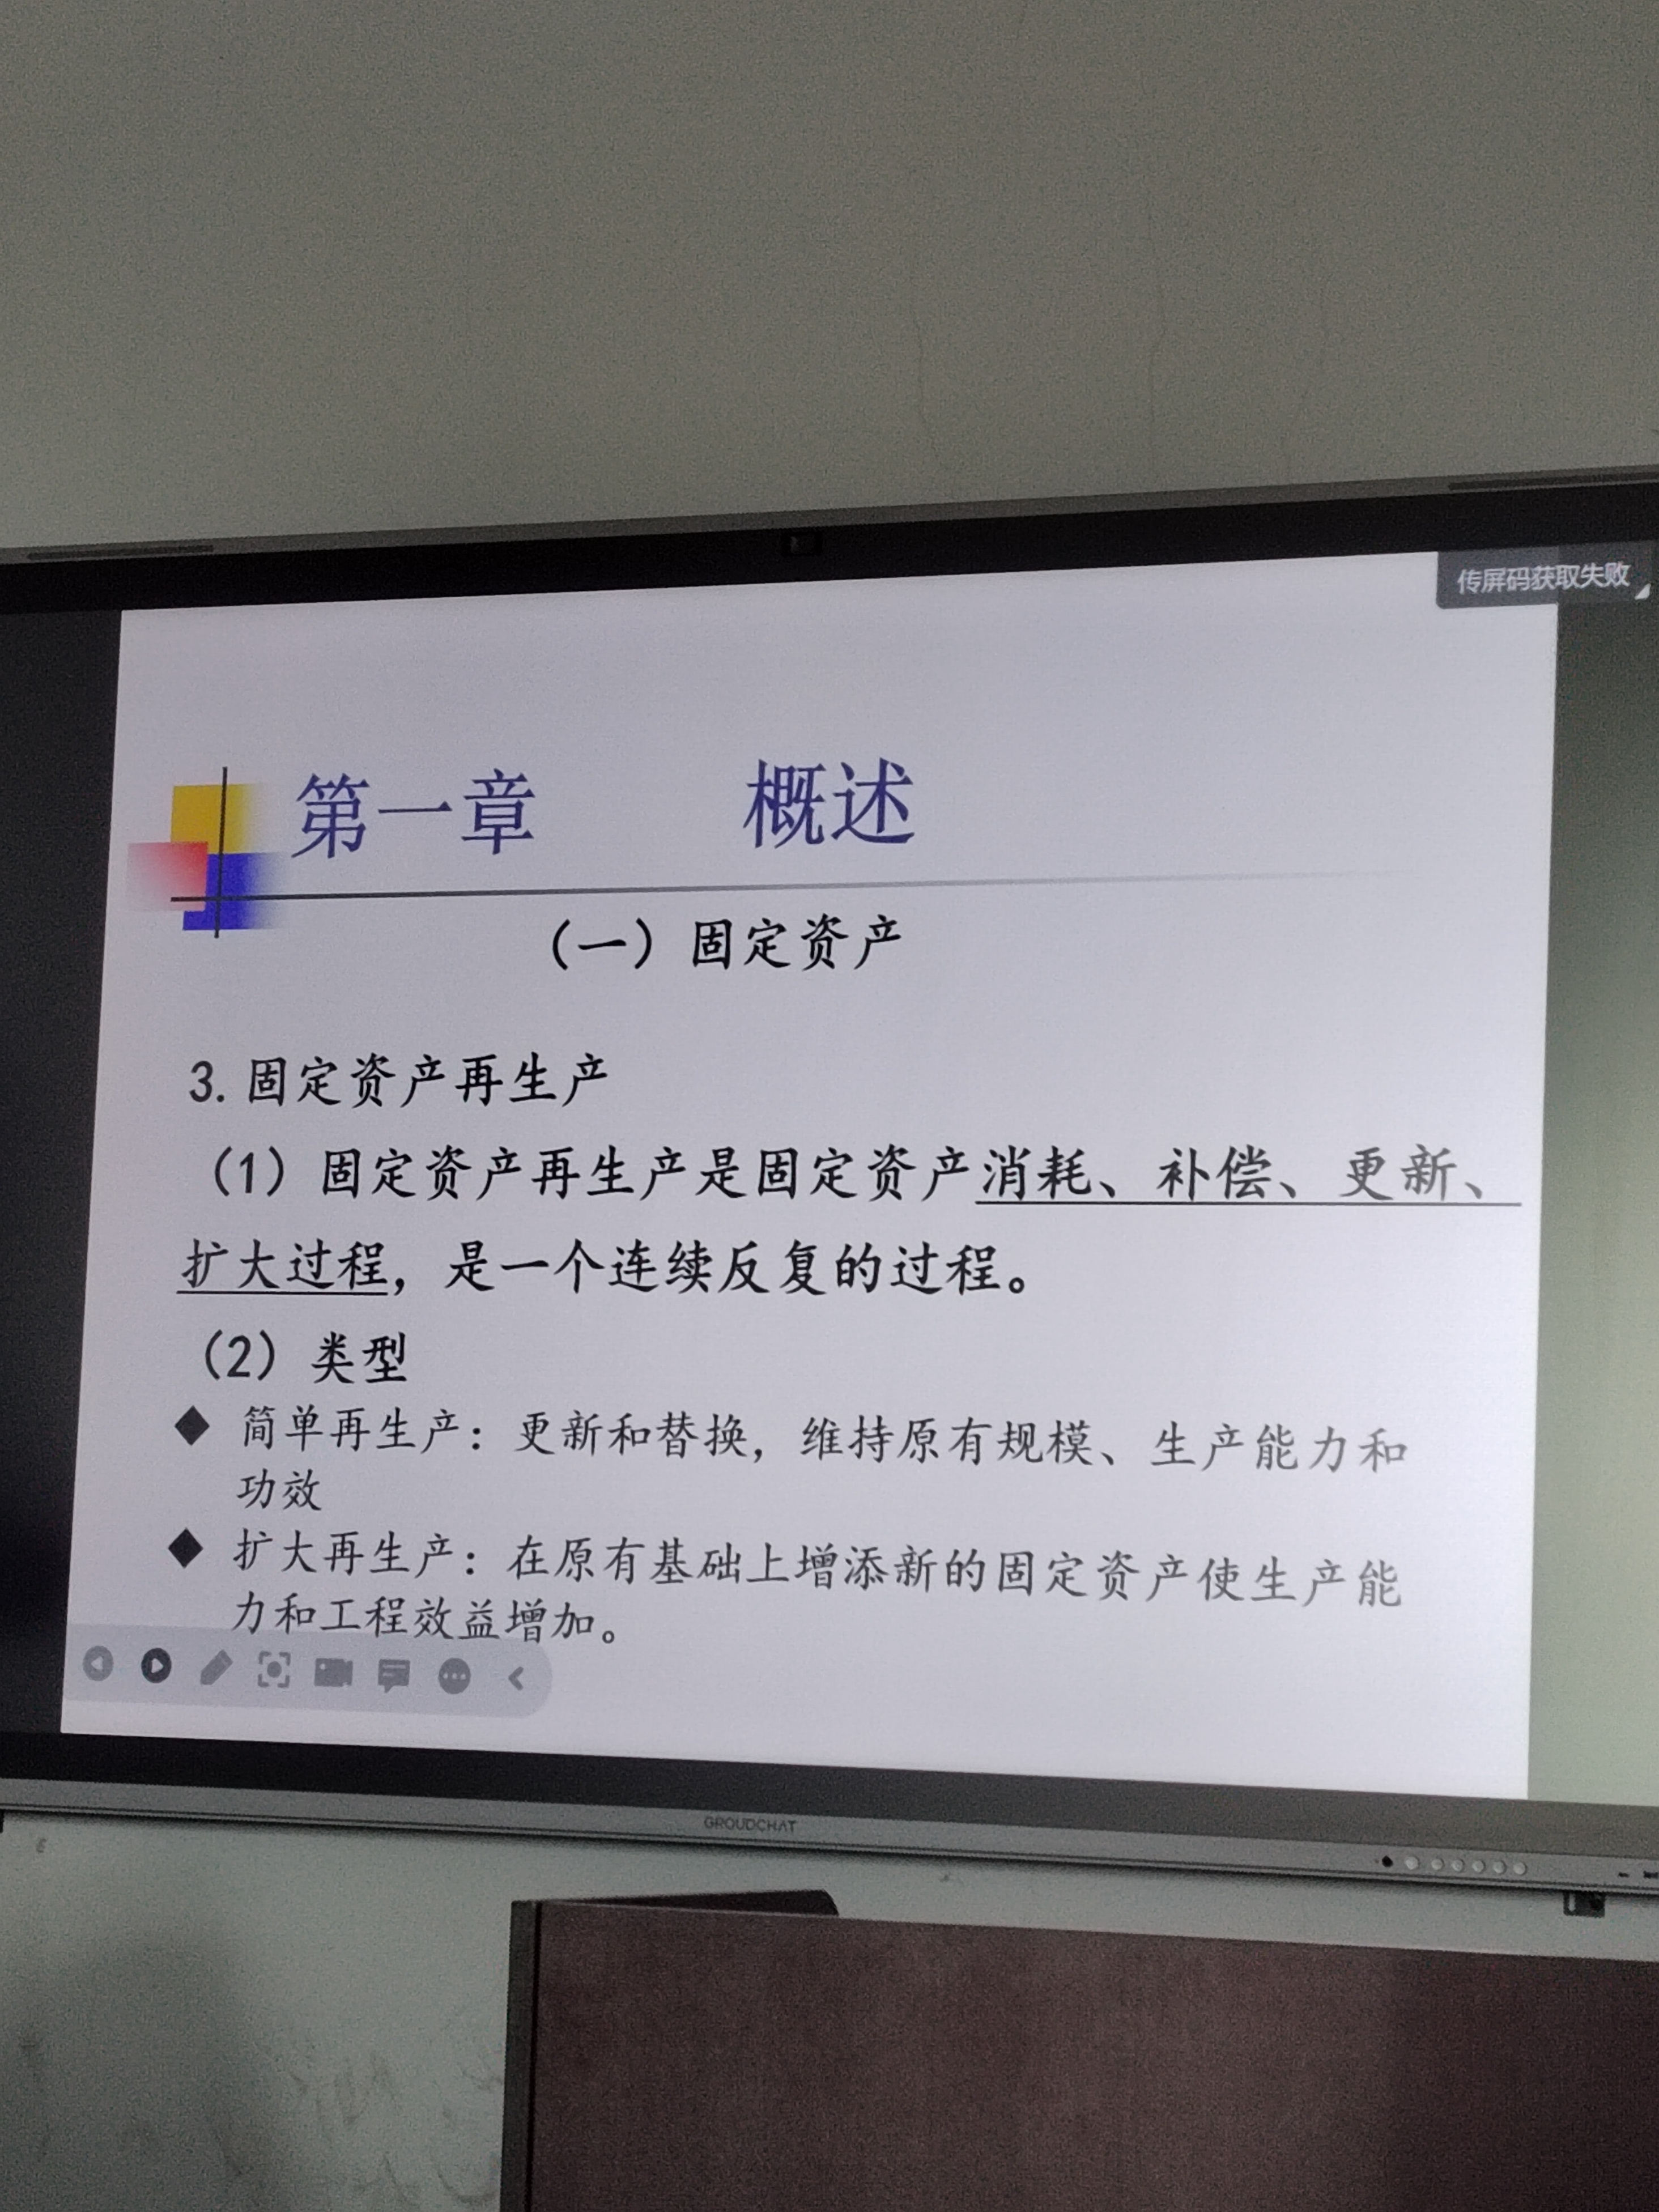 传屏码获取失败
第一章 概述
（一）固定资产
3.固定资产再生产
（1）固定资产再生产是固定资产消耗、补偿、更新、
扩大过程，是一个连续反复的过程。
（2）类型
◆ 简单再生产：更新和替换，维持原有规模、生产能力和
功效
◆ 扩大再生产：在原有基础上增添新的固定资产使生产能
力和工程效益增加。
GROUDCHAT